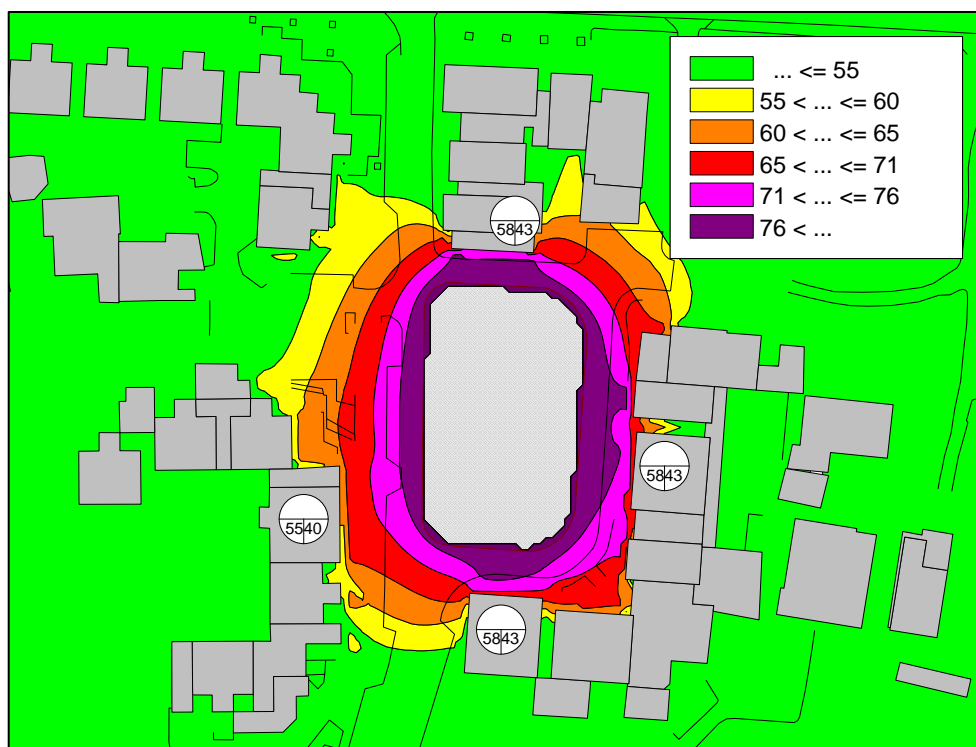 ... <= 55
55 < ... <= 60
60 < ... <= 65
65 < ... <= 71
71 < ... <= 76
76 < ...
58 43
58 43
55 40
58 43